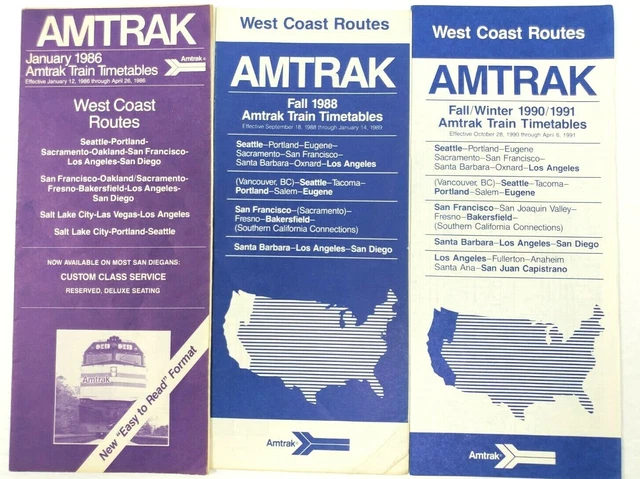 AMTRAK
January 1986
Amtrak Train Timetables
Effective January 12, 1986 through April 26, 1986
Amtrak
West Coast
Routes
Seattle-Portland-
Sacramento-Oakland-San Francisco-
Los Angeles-San Diego
San Francisco-Oakland/Sacramento-
Fresno-Bakersfield-Los Angeles-
San Diego
Salt Lake City-Las Vegas-Los Angeles
Salt Lake City-Portland-Seattle
NOW AVAILABLE ON MOST SAN DIEGANS:
CUSTOM CLASS SERVICE
RESERVED, DELUXE SEATING
Amtrak
New "Easy to Read" Format
West Coast Routes
AMTRAK
Fall 1988
Amtrak Train Timetables
Effective September 18, 1988 through January 14, 1989
Seattle–Portland–Eugene–
Sacramento–San Francisco–
Santa Barbara–Oxnard–Los Angeles
(Vancouver, BC)–Seattle–Tacoma–
Portland–Salem–Eugene
San Francisco–(Sacramento)–
Fresno–Bakersfield–
(Southern California Connections)
Santa Barbara–Los Angeles–San Diego
Amtrak
West Coast Routes
AMTRAK
Fall/Winter 1990/1991
Amtrak Train Timetables
Effective October 28, 1990 through April 6, 1991
Seattle–Portland–Eugene
Sacramento–San Francisco–
Santa Barbara–Oxnard–Los Angeles
(Vancouver, BC)–Seattle–Tacoma–
Portland–Salem–Eugene
San Francisco–San Joaquin Valley–
Fresno–Bakersfield–
(Southern California Connections)
Santa Barbara–Los Angeles–San Diego
Los Angeles–Fullerton–Anaheim
Santa Ana–San Juan Capistrano
Amtrak